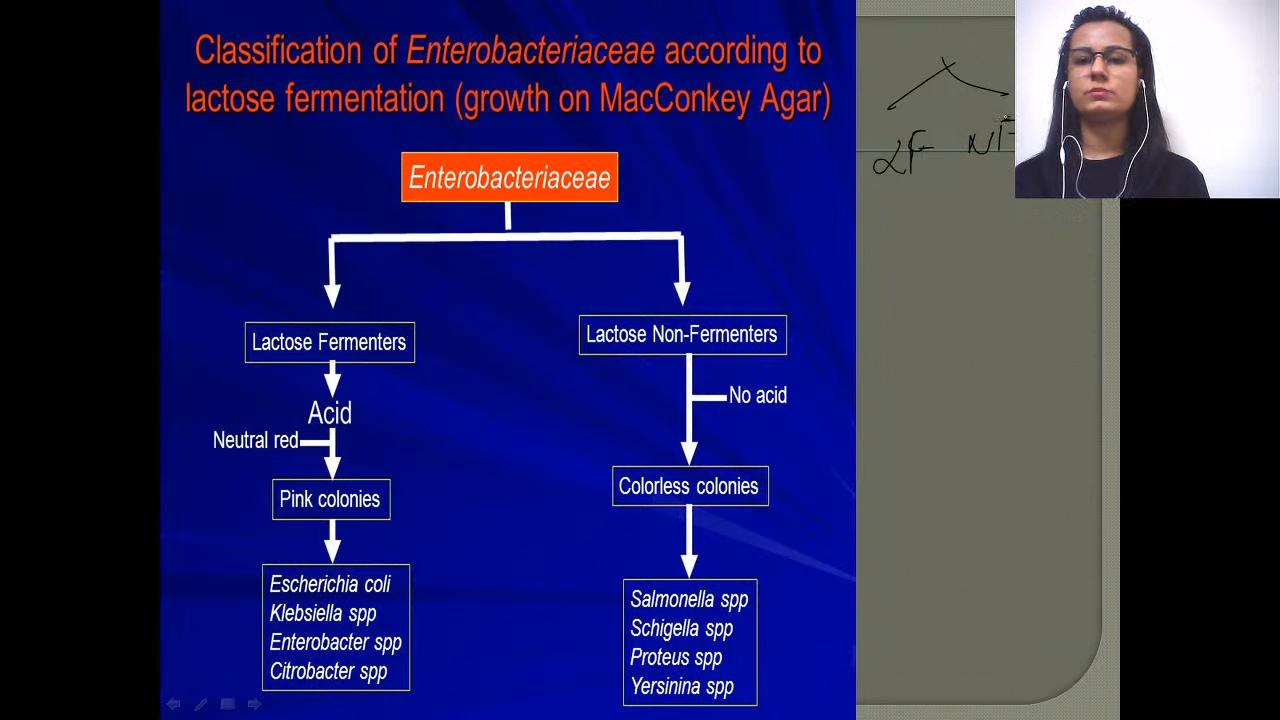 Classification of Enterobacteriaceae according to
lactose fermentation (growth on MacConkey Agar)
Enterobacteriaceae
Lactose Fermenters
Lactose Non-Fermenters
Acid
No acid
Neutral red
Pink colonies
Colorless colonies
Escherichia coli
Klebsiella spp
Enterobacter spp
Citrobacter spp
Salmonella spp
Schigella spp
Proteus spp
Yersinina spp
LF